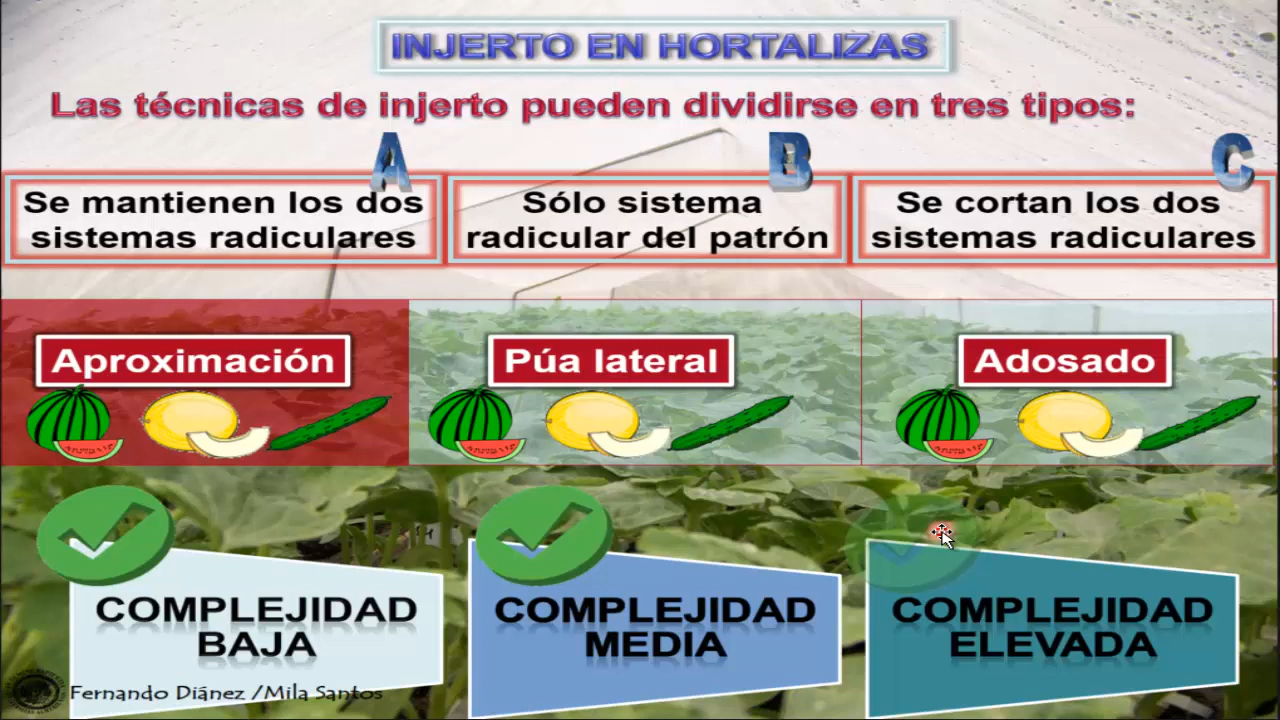 INJERTO EN HORTALIZAS
Las técnicas de injerto pueden dividirse en tres tipos:
A
Se mantienen los dos
sistemas radiculares
B
Sólo sistema
radicular del patrón
C
Se cortan los dos
sistemas radiculares
Aproximación
Púa lateral
Adosado
COMPLEJIDAD
BAJA
COMPLEJIDAD
MEDIA
COMPLEJIDAD
ELEVADA
Fernando Diánez /Mila Santos